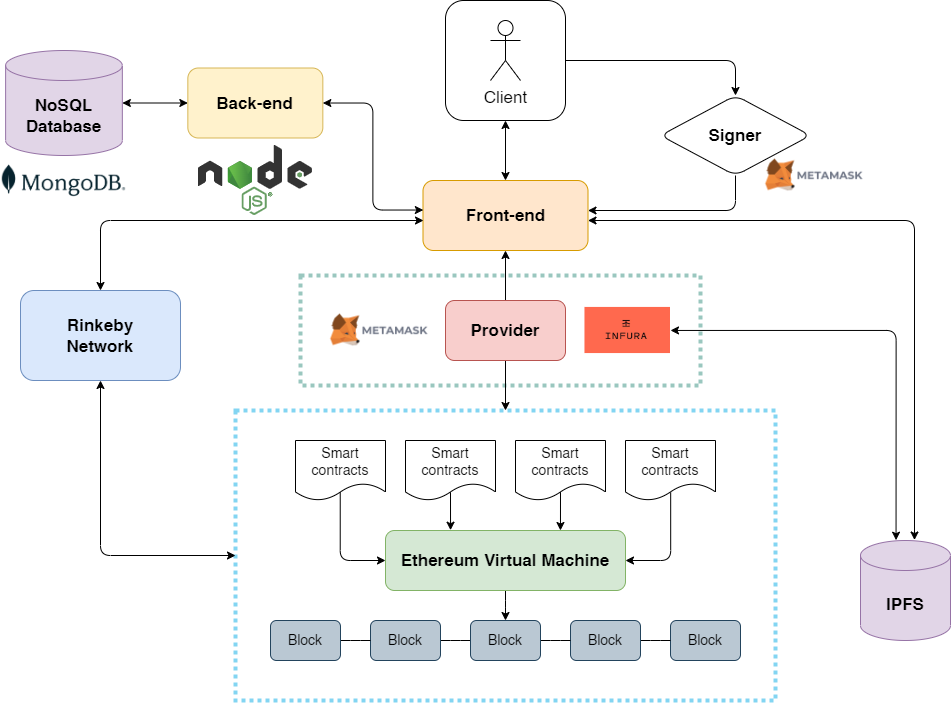 Client
NoSQL
Database
Back-end
Signer
MongoDB.
node
JS
METAMASK
Front-end
Rinkeby
Network
METAMASK
Provider
INFURA
Smart
contracts
Smart
contracts
Smart
contracts
Smart
contracts
Ethereum Virtual Machine
IPFS
Block
Block
Block
Block
Block